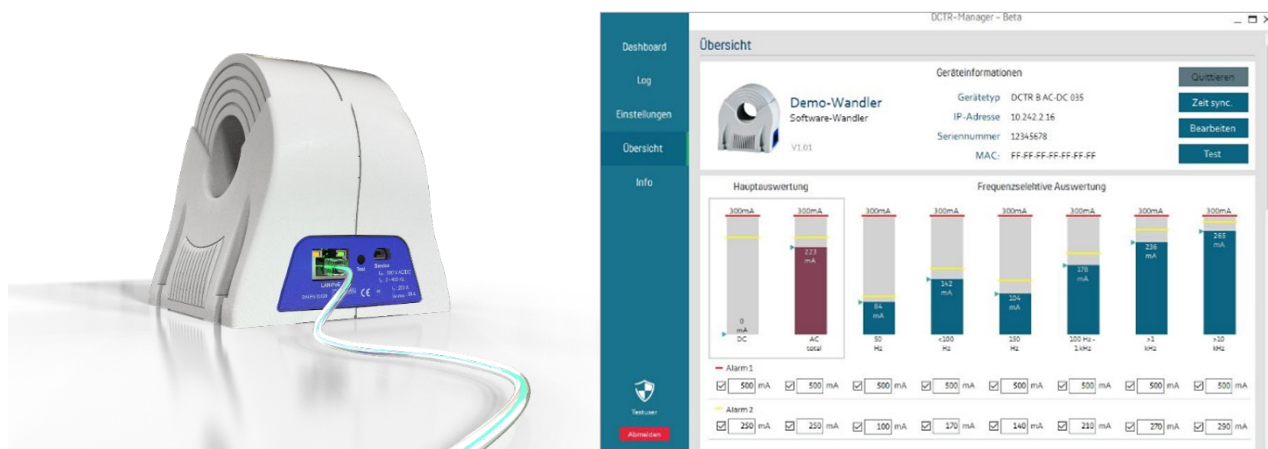 LAN/PoE
Test
Service
DCTR-Manager - Beta
Dashboard
Log
Einstellungen
Übersicht
Info
Testuser
Abmelden
Übersicht
Demo-Wandler
Software-Wandler
V1.01
Geräteinformationen
Gerätetyp DCTR B AC-DC 035
IP-Adresse 10.242.2.16
Seriennummer 12345678
MAC: FF-FF-FF-FF-FF-FF-FF
Quittieren
Zeit sync.
Bearbeiten
Test
Hauptauswertung Frequenzselektive Auswertung
300mA 300mA 300mA 300mA 300mA 300mA 300mA 300mA
0 mA
223 mA
84 mA
142 mA
104 mA
178 mA
236 mA
265 mA
DC
AC total
50 Hz
<100 Hz
150 Hz
100 Hz - 1 kHz
>1 kHz
>10 kHz
Alarm 1
500 mA 500 mA 500 mA 500 mA 500 mA 500 mA 500 mA 500 mA
Alarm 2
250 mA 250 mA 100 mA 170 mA 140 mA 210 mA 270 mA 290 mA